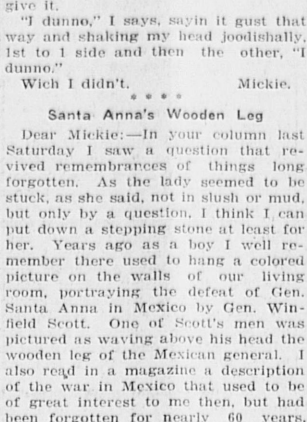 give it.
"I dunno," I says, sayin it gust that
way and shaking my head joodishally,
1st to 1 side and then the other, "I
dunno."
Wich I didn't. Mickie.
* * * *
Santa Anna's Wooden Leg
Dear Mickie:—In your column last
Saturday I saw a question that re-
vived remembrances of things long
forgotten. As the lady seemed to be
stuck, as she said, not in slush or mud,
but only by a question, I think I can
put down a stepping stone at least for
her. Years ago as a boy I well re-
member there used to hang a colored
picture on the walls of our living
room, portraying the defeat of Gen.
Santa Anna in Mexico by Gen. Win-
field Scott. One of Scott's men was
pictured as waving above his head the
wooden leg of the Mexican general. I
also read in a magazine a description
of the war in Mexico that used to be
of great interest to me then, but had
been forgotten for nearly 60 years.